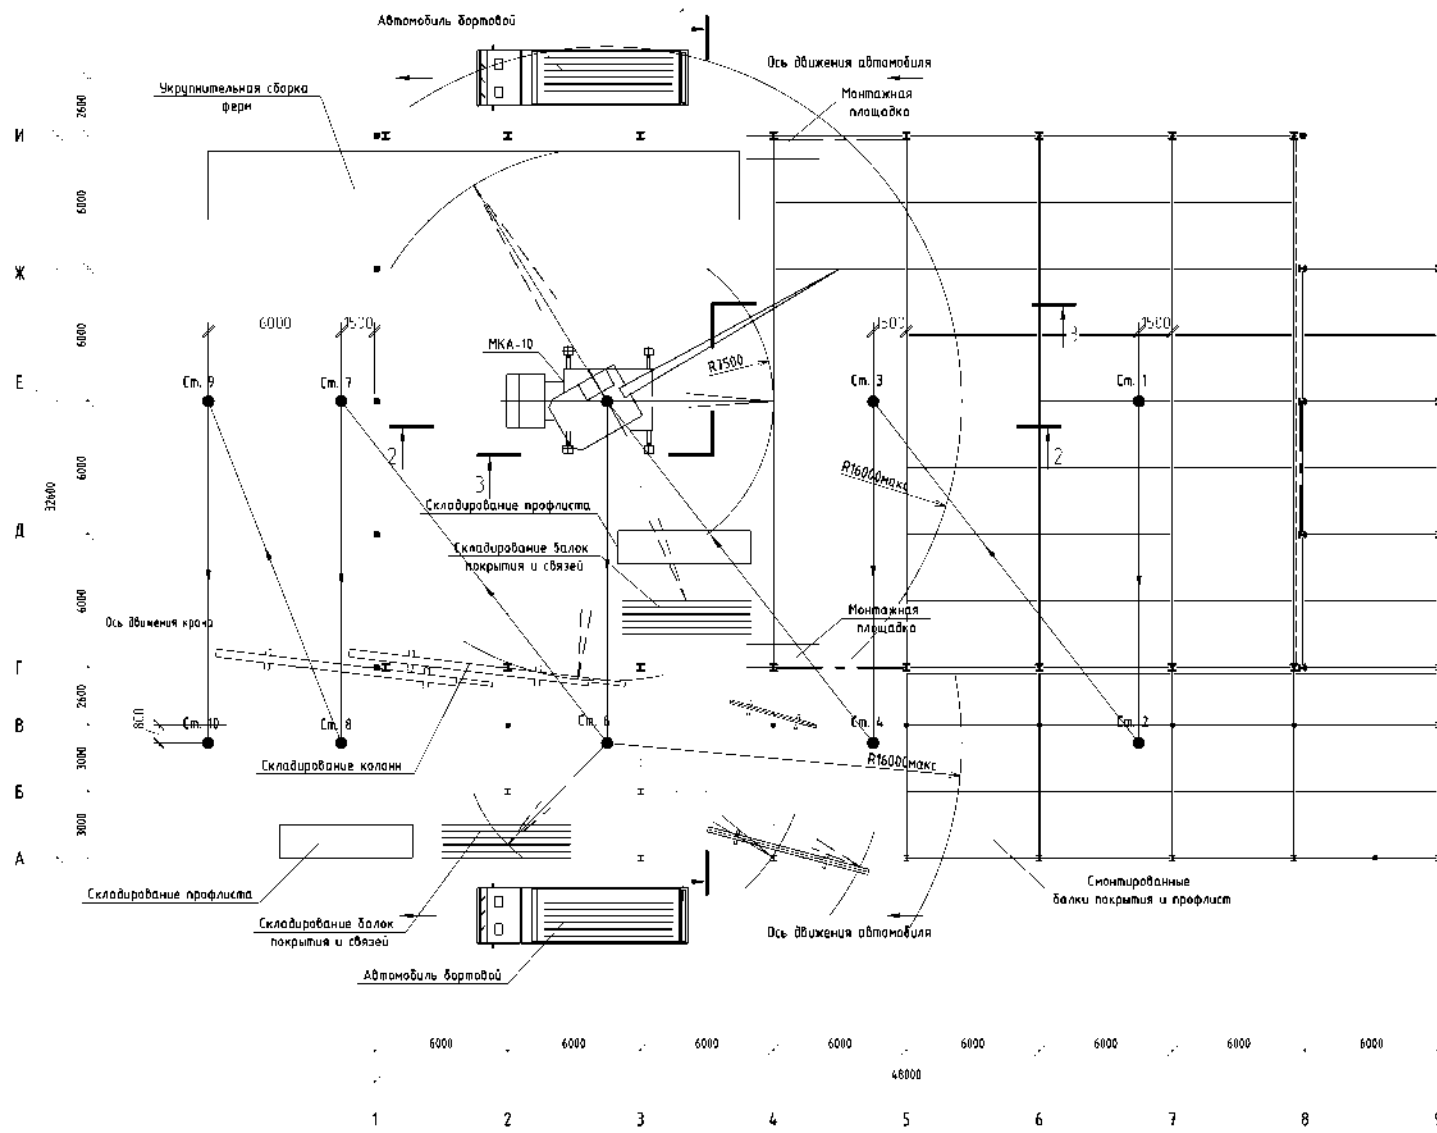 Автомобиль бортовой
Ось движения автомобиля
Укрупнительная сборка
ферм
Монтажная
площадка
2600
И
6000
Ж
6000
1500
6000
1500
1500
3
МКА-10
R7500
Е
Ст. 9
Ст. 7
Ст. 3
Ст. 1
2
3
2
6000
R16000макс
32600
Складирование профлиста
Д
Складирование балок
покрытия и связей
6000
Монтажная
площадка
Ось движения крана
Г
2600
1800
В
Ст. 10
Ст. 8
Ст. 6
Ст. 4
Ст. 2
3000
Складирование колонн
R16000макс
Б
3000
А
Складирование профлиста
Смонтированные
балки покрытия и профлист
Складирование балок
покрытия и связей
Ось движения автомобиля
Автомобиль бортовой
6000
6000
6000
6000
6000
6000
6000
6000
48000
1
2
3
4
5
6
7
8
9